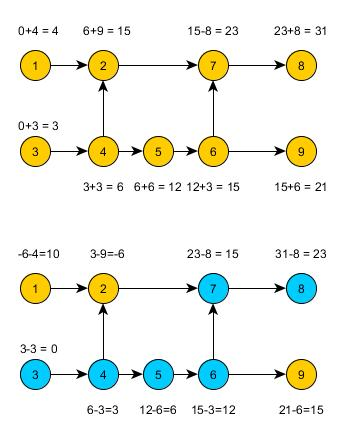 0+4 = 4 6+9 = 15 15-8 = 23 23+8 = 31
1 2 7 8
0+3 = 3
3 4 5 6 9
3+3 = 6 6+6 = 12 12+3 = 15 15+6 = 21
-6-4=10 3-9=-6 23-8 = 15 31-8 = 23
1 2 7 8
3-3 = 0
3 4 5 6 9
6-3=3 12-6=6 15-3=12 21-6=15